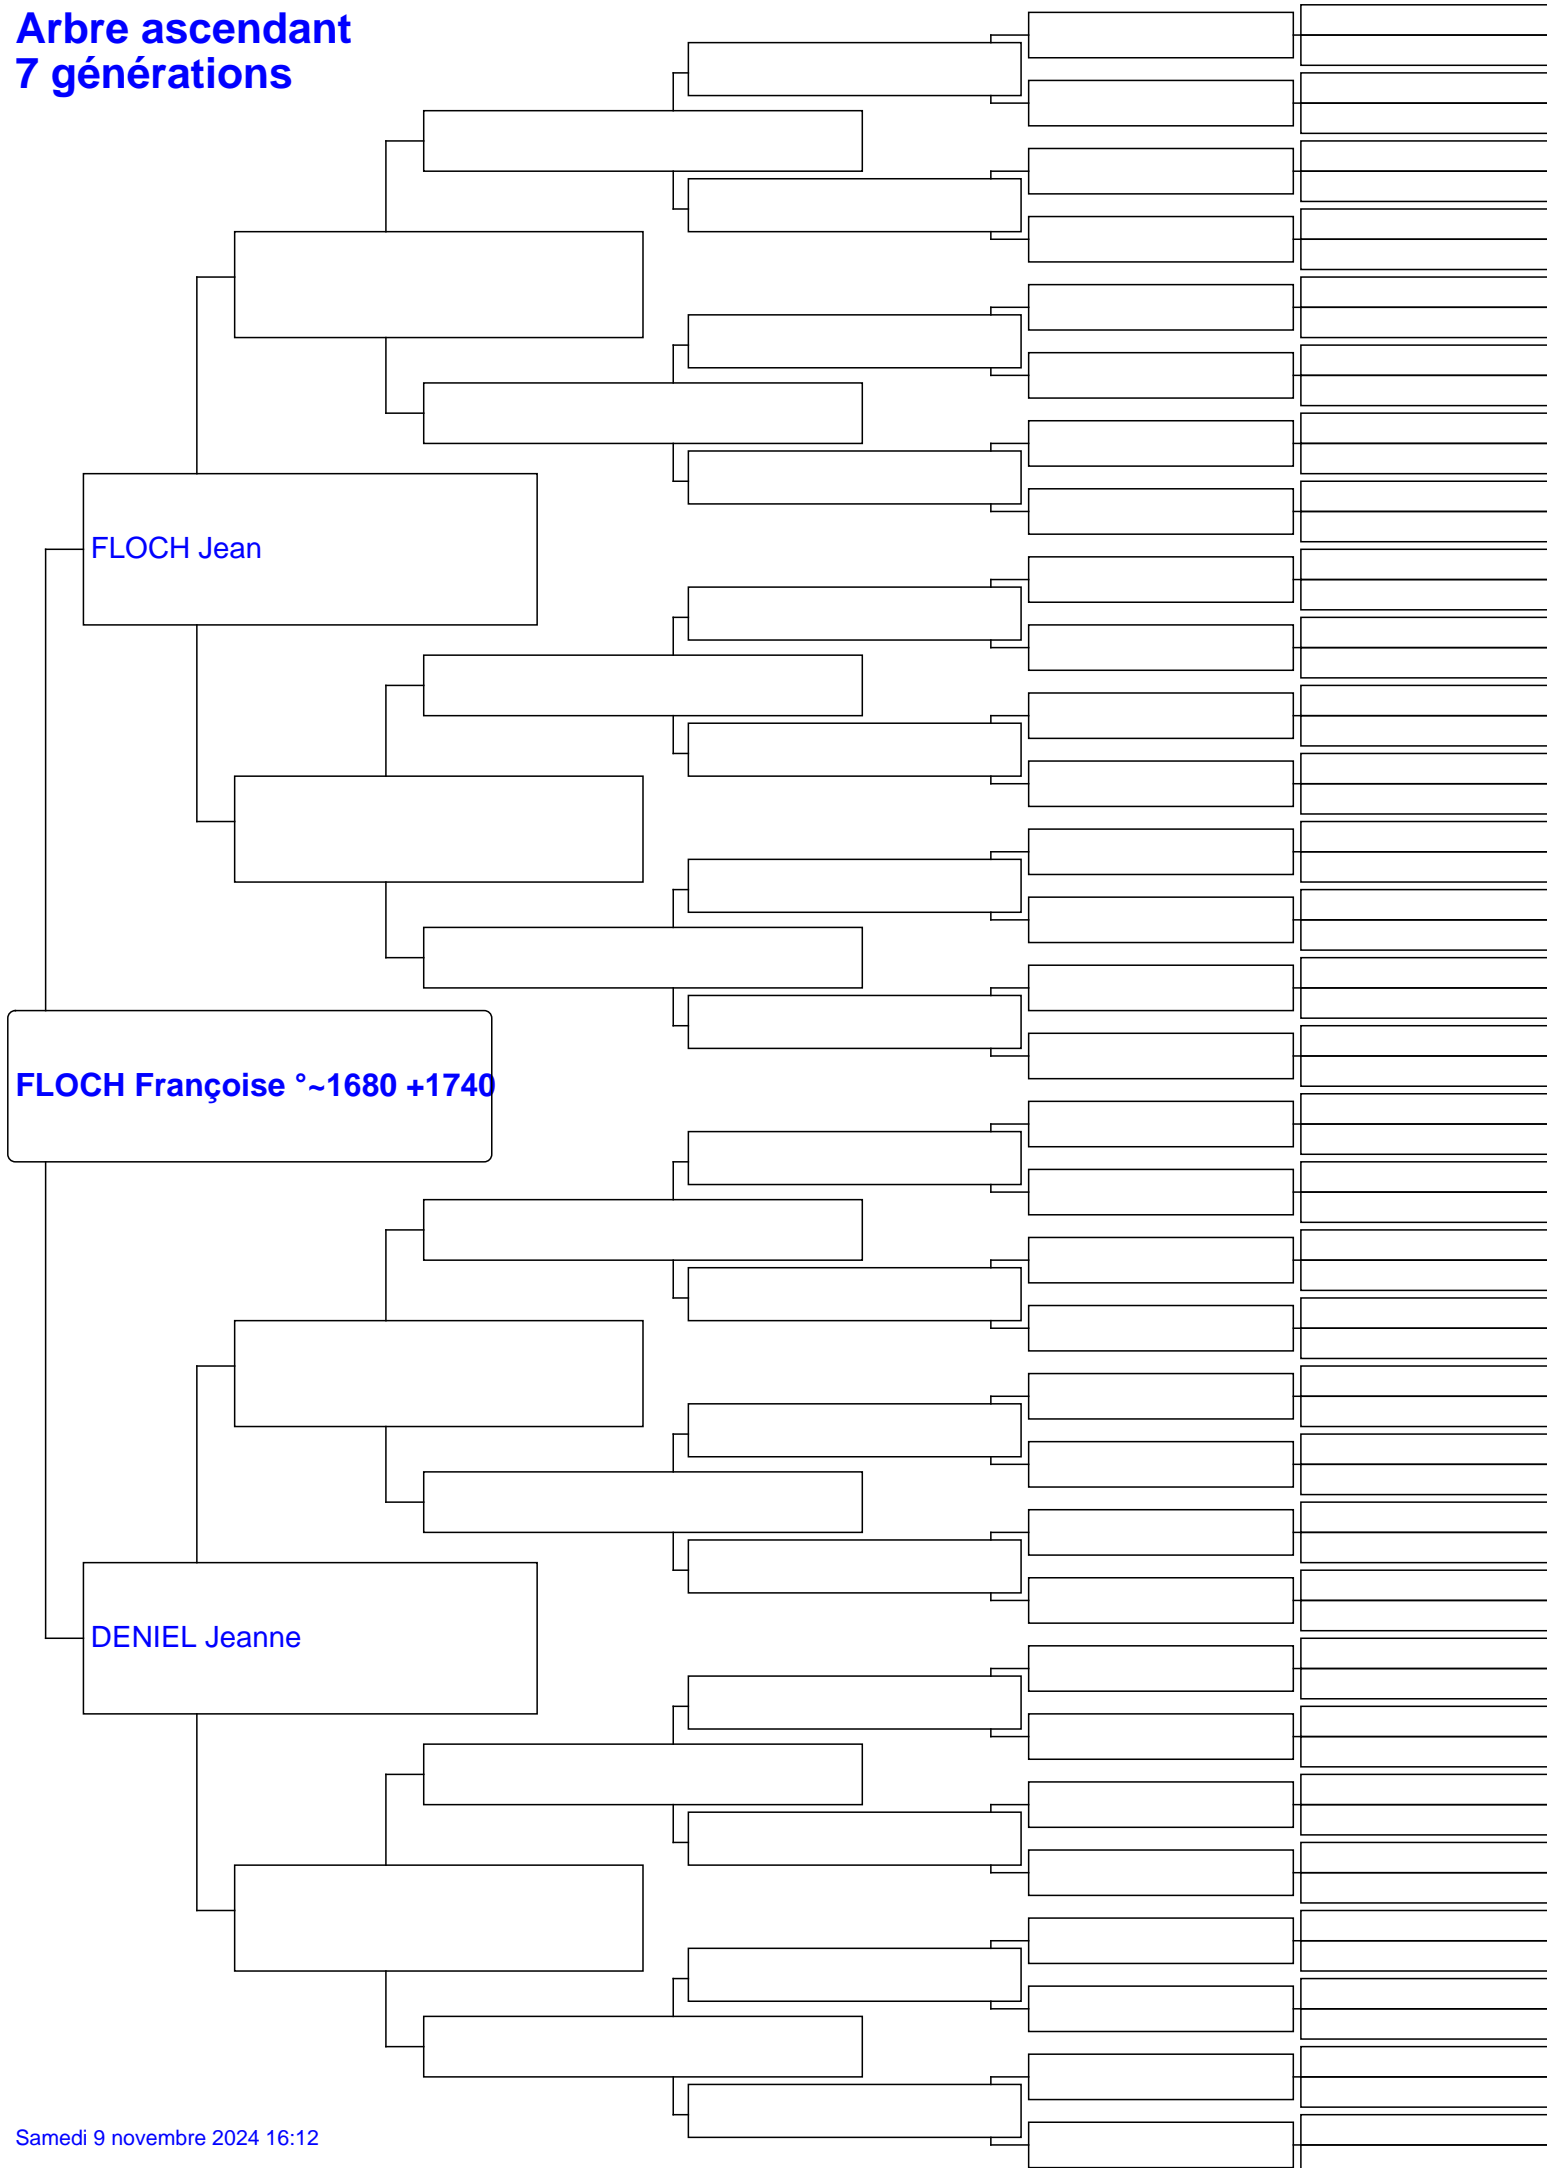 Arbre ascendant
7 générations
FLOCH Jean
FLOCH Françoise °~1680 +1740
DENIEL Jeanne
Samedi 9 novembre 2024 16:12